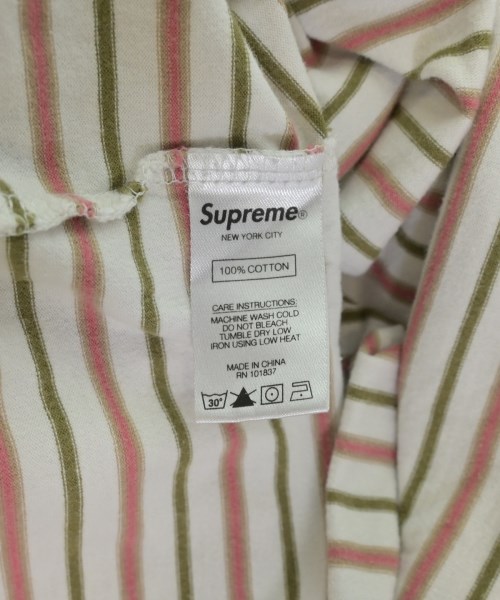 Supreme®
NEW YORK CITY
100% COTTON
CARE INSTRUCTIONS:
MACHINE WASH COLD
DO NOT BLEACH
TUMBLE DRY LOW
IRON USING LOW HEAT
MADE IN CHINA
RN 101837
30°